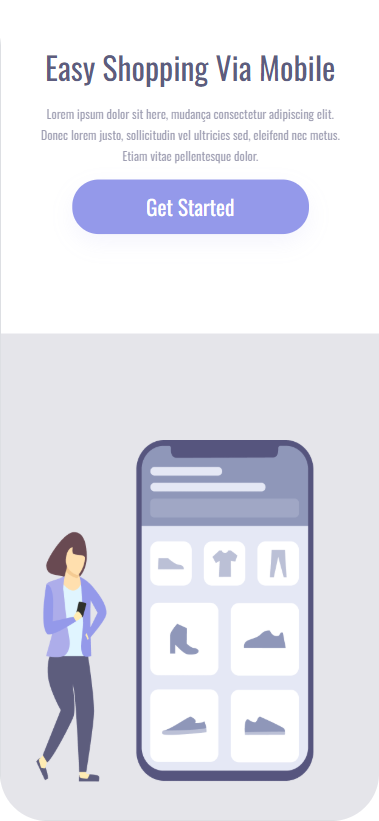 Easy Shopping Via Mobile
Lorem ipsum dolor sit here, mudança consectetur adipiscing elit.
Donec lorem justo, sollicitudin vel ultricies sed, eleifend nec metus.
Etiam vitae pellentesque dolor.
Get Started